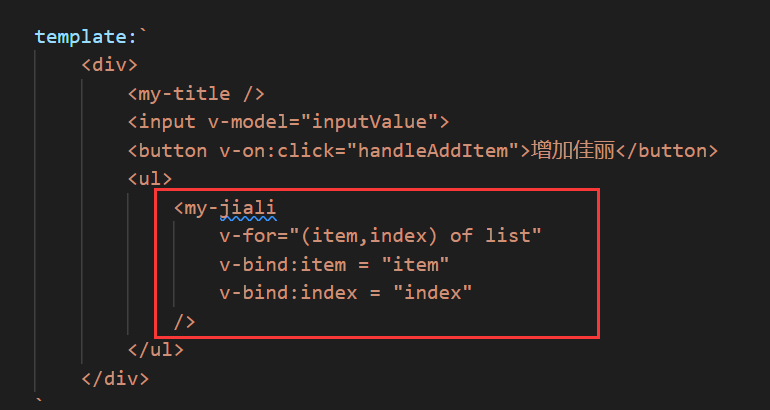 template:`
<div>
<my-title />
<input v-model="inputValue">
<button v-on:click="handleAddItem">增加佳丽</button>
<ul>
<my-jiali
v-for="(item,index) of list"
v-bind:item = "item"
v-bind:index = "index"
/>
</ul>
</div>
`